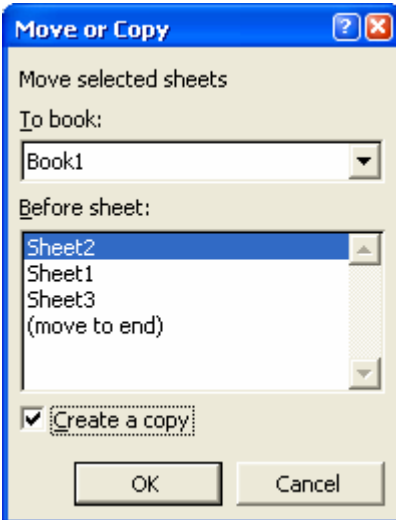 Move or Copy
Move selected sheets
To book:
Book1
Before sheet:
Sheet2
Sheet1
Sheet3
(move to end)
Create a copy
OK Cancel